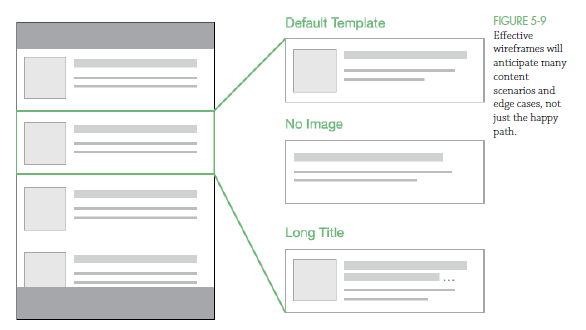 Default Template
No Image
Long Title
...
FIGURE 5-9
Effective
wireframes will
anticipate many
content
scenarios and
edge cases, not
just the happy
path.